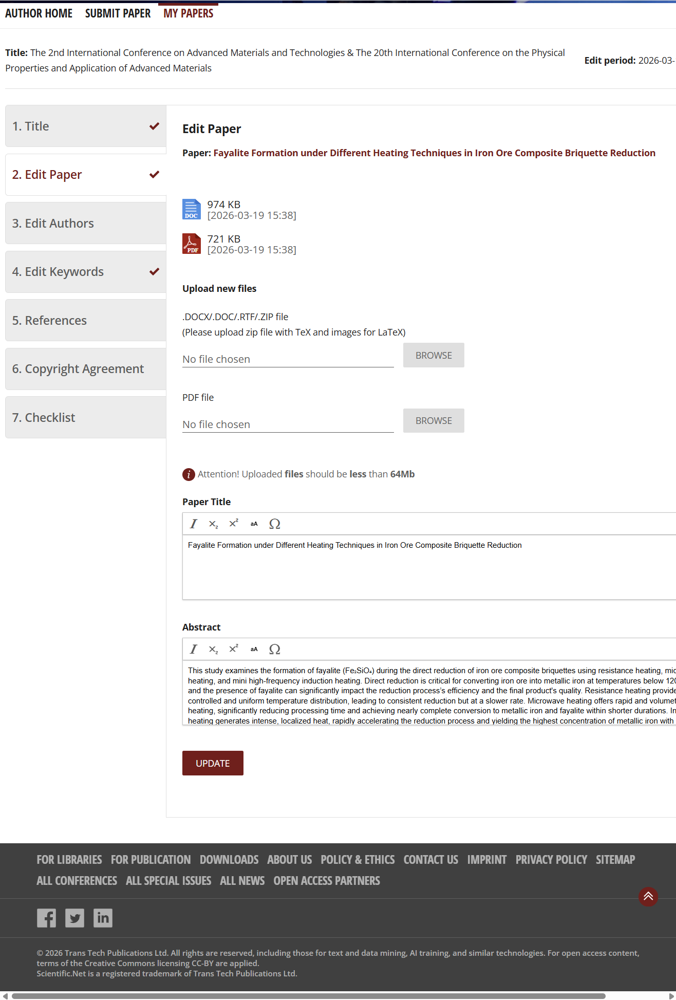 AUTHOR HOME SUBMIT PAPER MY PAPERS
Title: The 2nd International Conference on Advanced Materials and Technologies & The 20th International Conference on the Physical
Properties and Application of Advanced Materials
Edit period: 2026-03-
1. Title
2. Edit Paper
3. Edit Authors
4. Edit Keywords
5. References
6. Copyright Agreement
7. Checklist
Edit Paper
Paper: Fayalite Formation under Different Heating Techniques in Iron Ore Composite Briquette Reduction
DOC
974 KB
[2026-03-19 15:38]
PDF
721 KB
[2026-03-19 15:38]
Upload new files
.DOCX/.DOC/.RTF/.ZIP file
(Please upload zip file with TeX and images for LaTeX)
No file chosen BROWSE
PDF file
No file chosen BROWSE
i Attention! Uploaded files should be less than 64Mb
Paper Title
I x₂ x² aA Ω
Fayalite Formation under Different Heating Techniques in Iron Ore Composite Briquette Reduction
Abstract
I x₂ x² aA Ω
This study examines the formation of fayalite (Fe₂SiO₄) during the direct reduction of iron ore composite briquettes using resistance heating, mic
heating, and mini high-frequency induction heating. Direct reduction is critical for converting iron ore into metallic iron at temperatures below 120
and the presence of fayalite can significantly impact the reduction process's efficiency and the final product's quality. Resistance heating provide
controlled and uniform temperature distribution, leading to consistent reduction but at a slower rate. Microwave heating offers rapid and volumet
heating, significantly reducing processing time and achieving nearly complete conversion to metallic iron and fayalite within shorter durations. In
heating generates intense, localized heat, rapidly accelerating the reduction process and yielding the highest concentration of metallic iron with
UPDATE
FOR LIBRARIES FOR PUBLICATION DOWNLOADS ABOUT US POLICY & ETHICS CONTACT US IMPRINT PRIVACY POLICY SITEMAP
ALL CONFERENCES ALL SPECIAL ISSUES ALL NEWS OPEN ACCESS PARTNERS
© 2026 Trans Tech Publications Ltd. All rights are reserved, including those for text and data mining, AI training, and similar technologies. For open access content,
terms of the Creative Commons licensing CC-BY are applied.
Scientific.Net is a registered trademark of Trans Tech Publications Ltd.